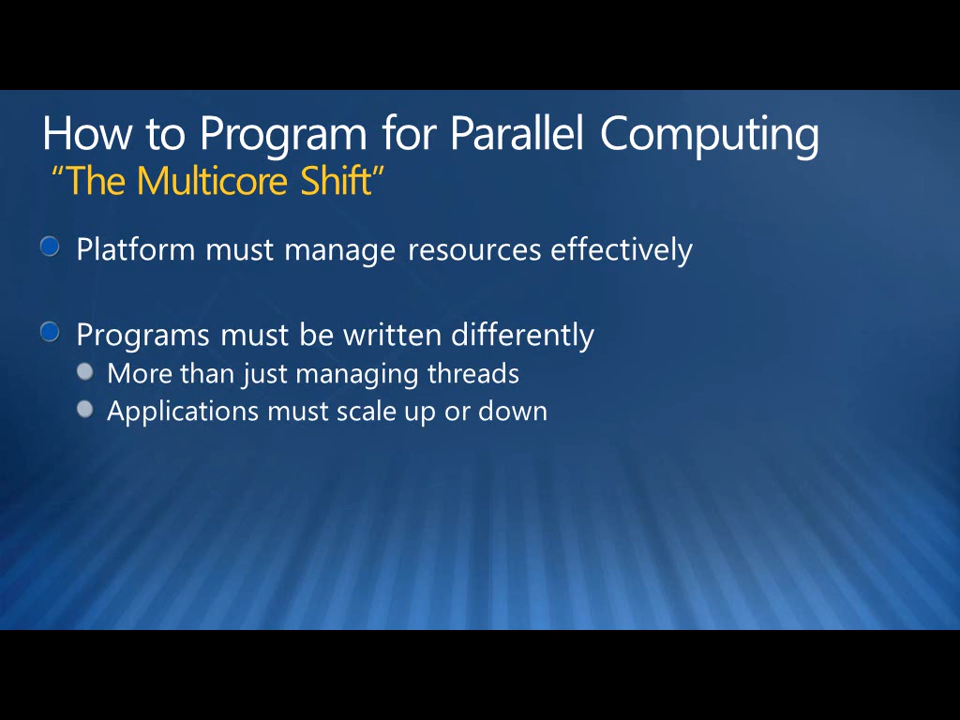 How to Program for Parallel Computing
“The Multicore Shift”
Platform must manage resources effectively
Programs must be written differently
More than just managing threads
Applications must scale up or down